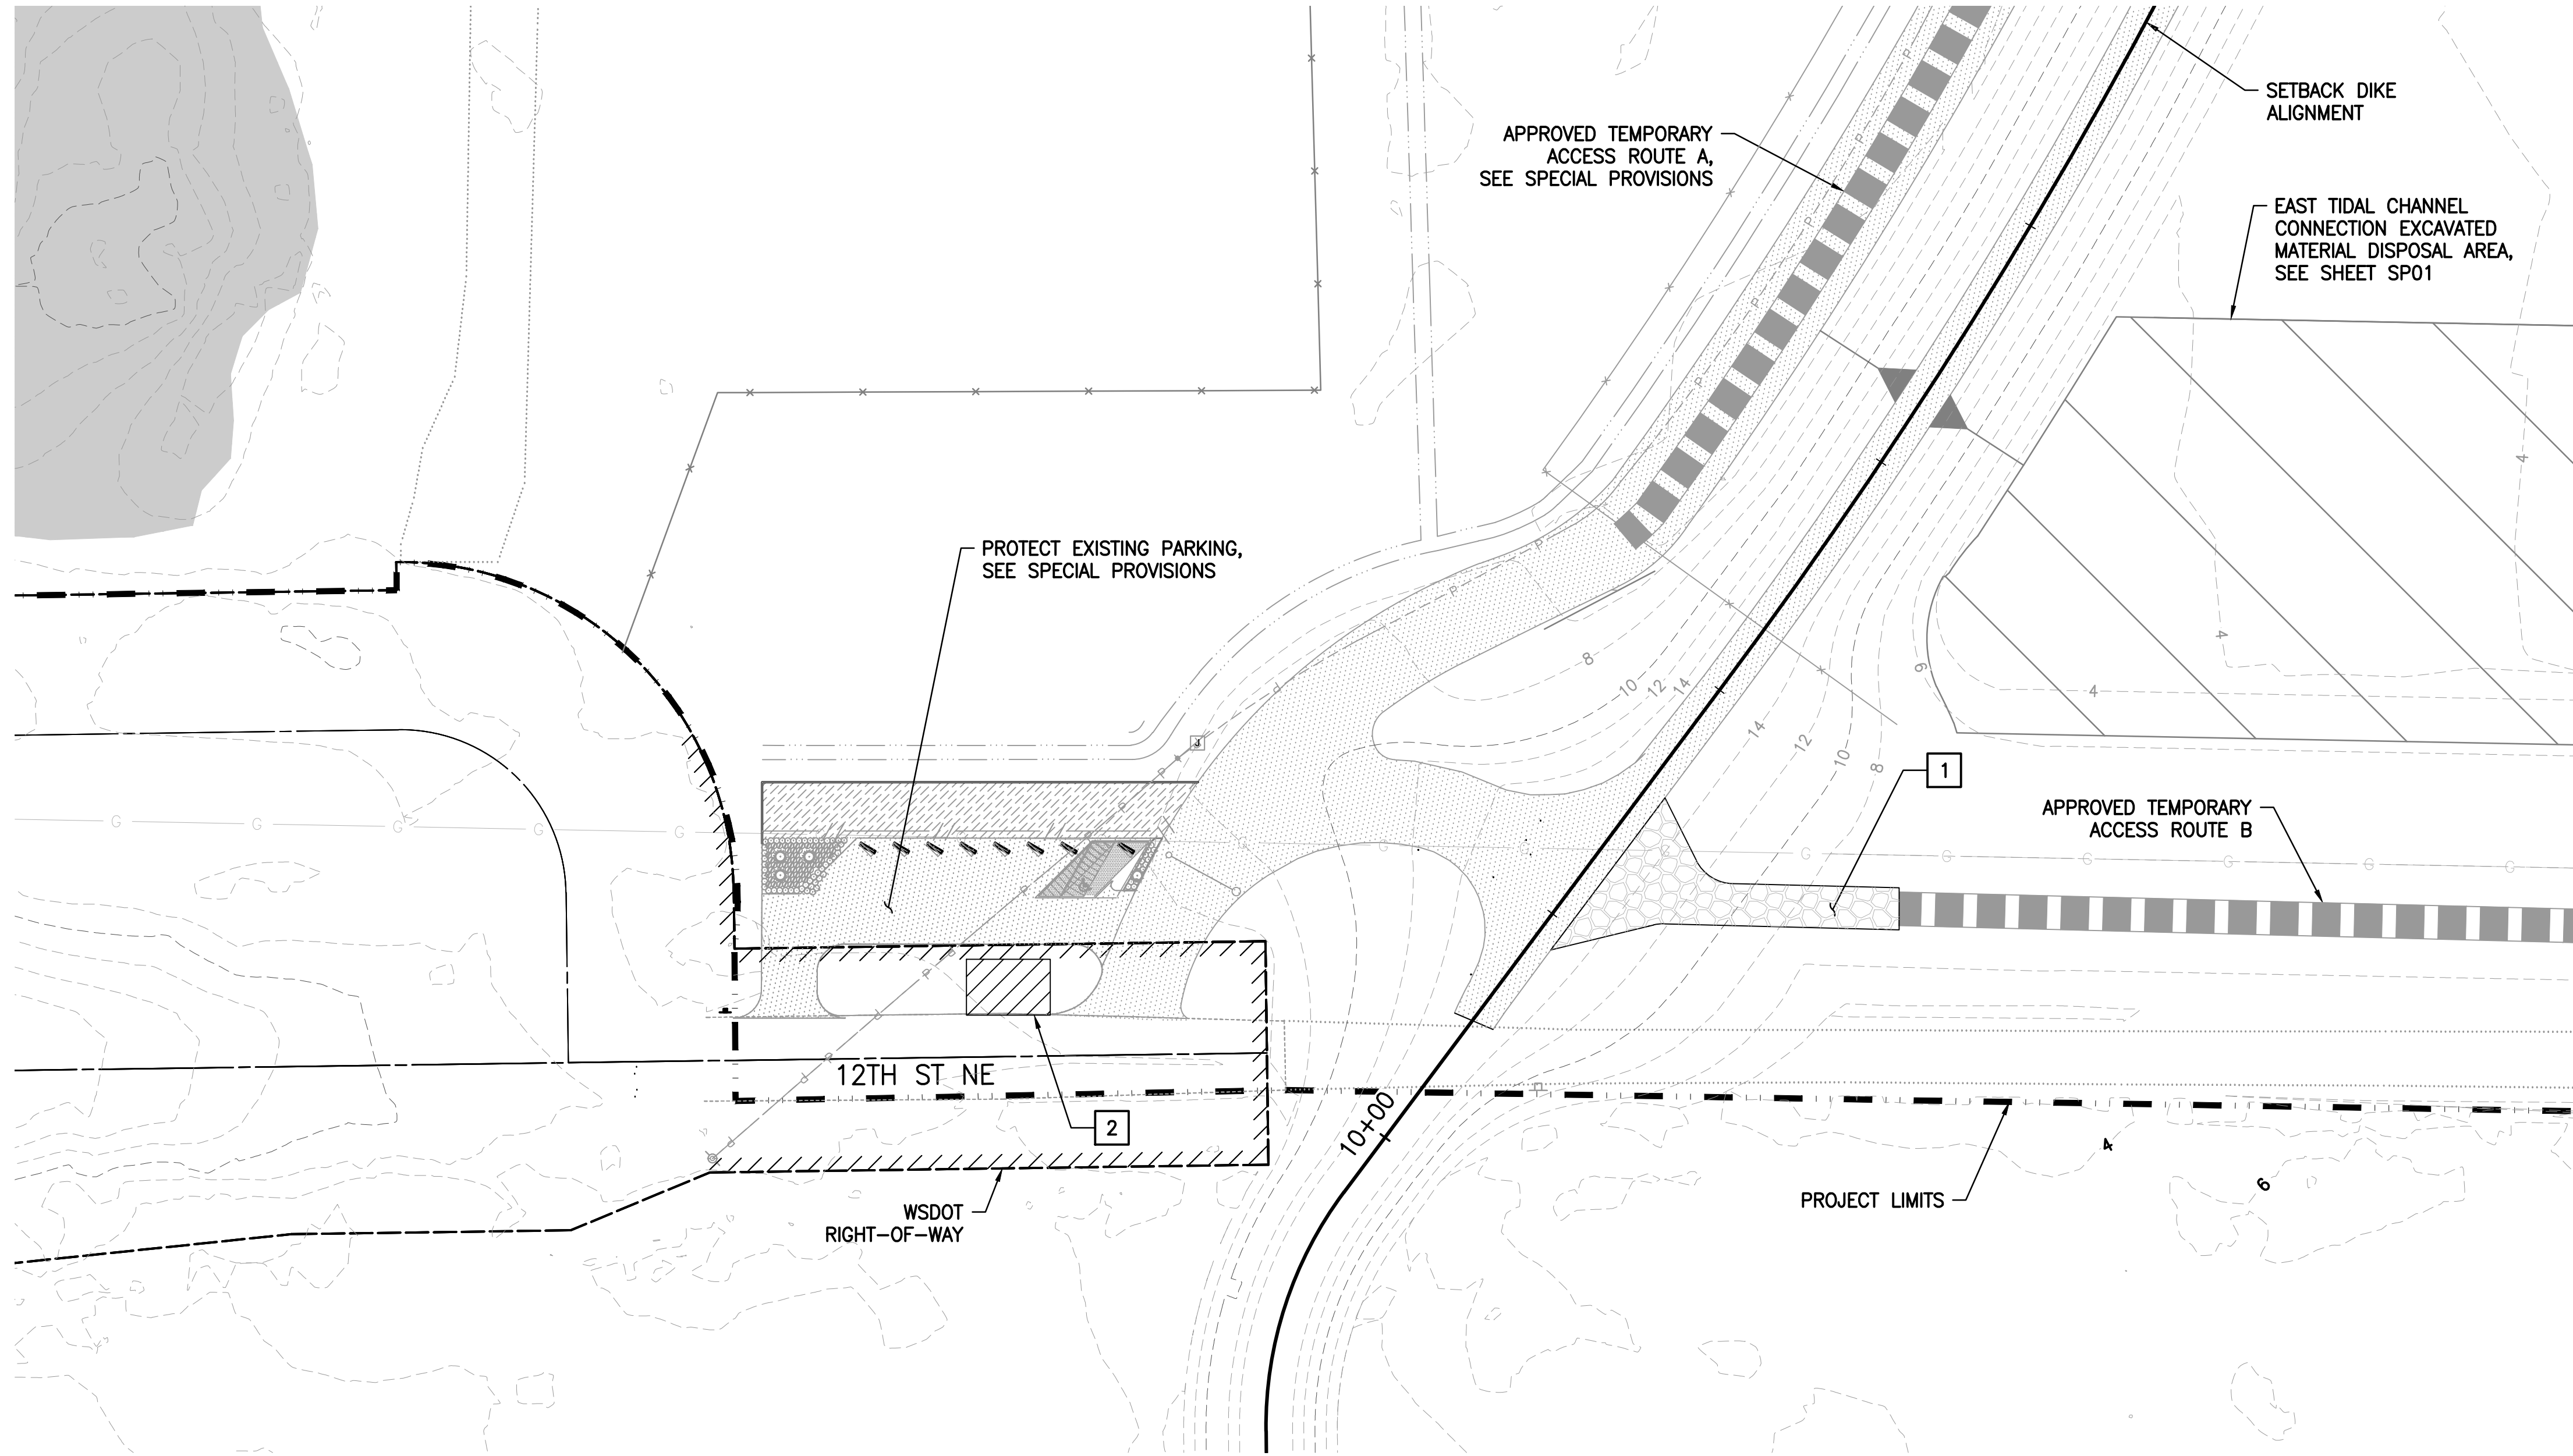 SETBACK DIKE
ALIGNMENT
APPROVED TEMPORARY
ACCESS ROUTE A,
SEE SPECIAL PROVISIONS
EAST TIDAL CHANNEL
CONNECTION EXCAVATED
MATERIAL DISPOSAL AREA,
SEE SHEET SP01
PROTECT EXISTING PARKING,
SEE SPECIAL PROVISIONS
4
4
4
6
8
10
12
14
14
12
10
8
1
APPROVED TEMPORARY
ACCESS ROUTE B
J
G G G G G
G G G G G G G
P P P P P P P
12TH ST NE
2
10+00
WSDOT
RIGHT-OF-WAY
PROJECT LIMITS
4
6